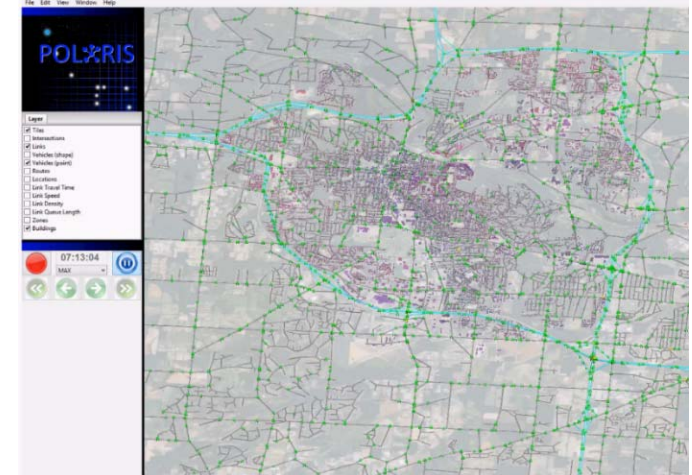 File Edit View Window Help
POLARIS
Layer
Tiles
Intersections
Links
Vehicles (shape)
Vehicles (point)
Routes
Locations
Link Travel Time
Link Speed
Link Density
Link Queue Length
Zones
Buildings
07:13:04
MAX